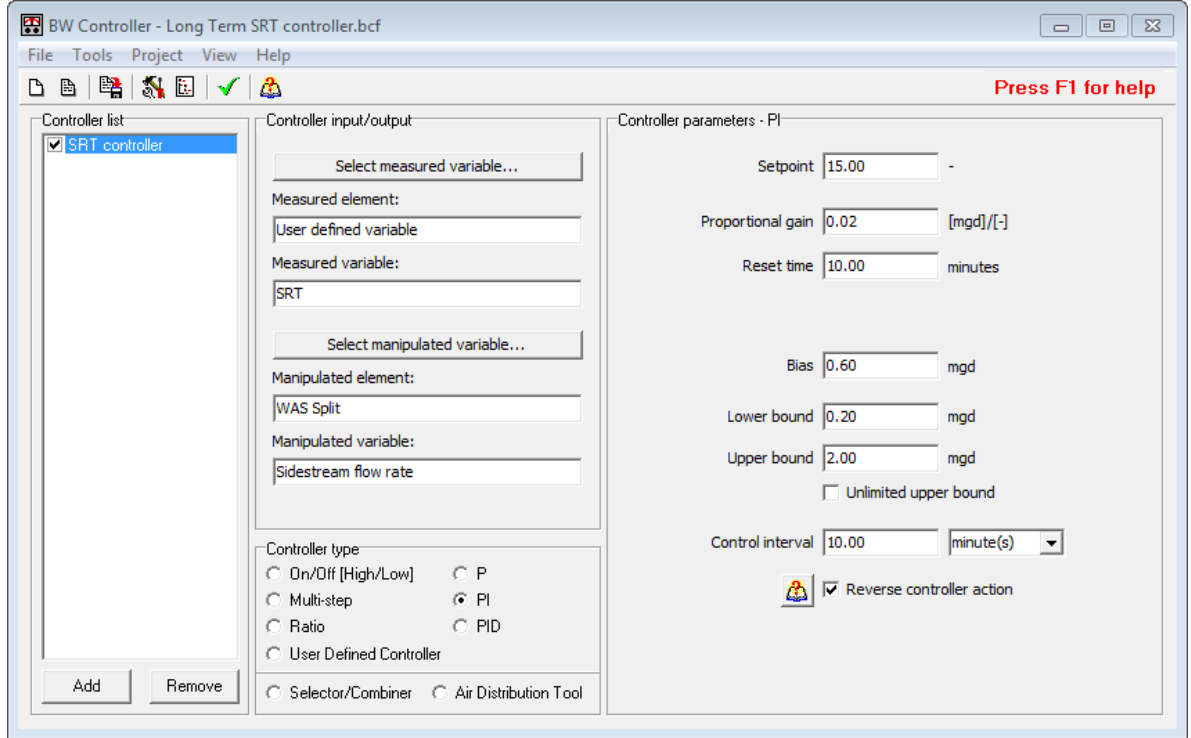 BW Controller - Long Term SRT controller.bcf
File Tools Project View Help
Press F1 for help
Controller list
SRT controller
Add Remove
Controller input/output
Select measured variable...
Measured element:
User defined variable
Measured variable:
SRT
Select manipulated variable...
Manipulated element:
WAS Split
Manipulated variable:
Sidestream flow rate
Controller type
On/Off [High/Low] P
Multi-step PI
Ratio PID
User Defined Controller
Selector/Combiner Air Distribution Tool
Controller parameters - PI
Setpoint 15.00 -
Proportional gain 0.02 [mgd]/[-]
Reset time 10.00 minutes
Bias 0.60 mgd
Lower bound 0.20 mgd
Upper bound 2.00 mgd
Unlimited upper bound
Control interval 10.00 minute(s)
Reverse controller action